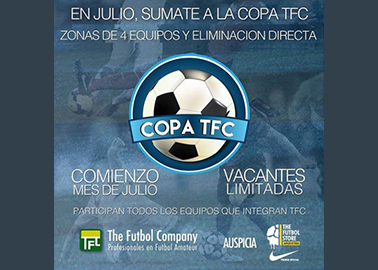 EN JULIO, SUMATE A LA COPA TFC
ZONAS DE 4 EQUIPOS Y ELIMINACION DIRECTA
COPA TFC
COMIENZO
MES DE JULIO
VACANTES
LIMITADAS
PARTICIPAN TODOS LOS EQUIPOS QUE INTEGRAN TFC
TFC
The Futbol Company
Profesionales en Futbol Amateur
AUSPICIA
THE
FUTBOL
STORE